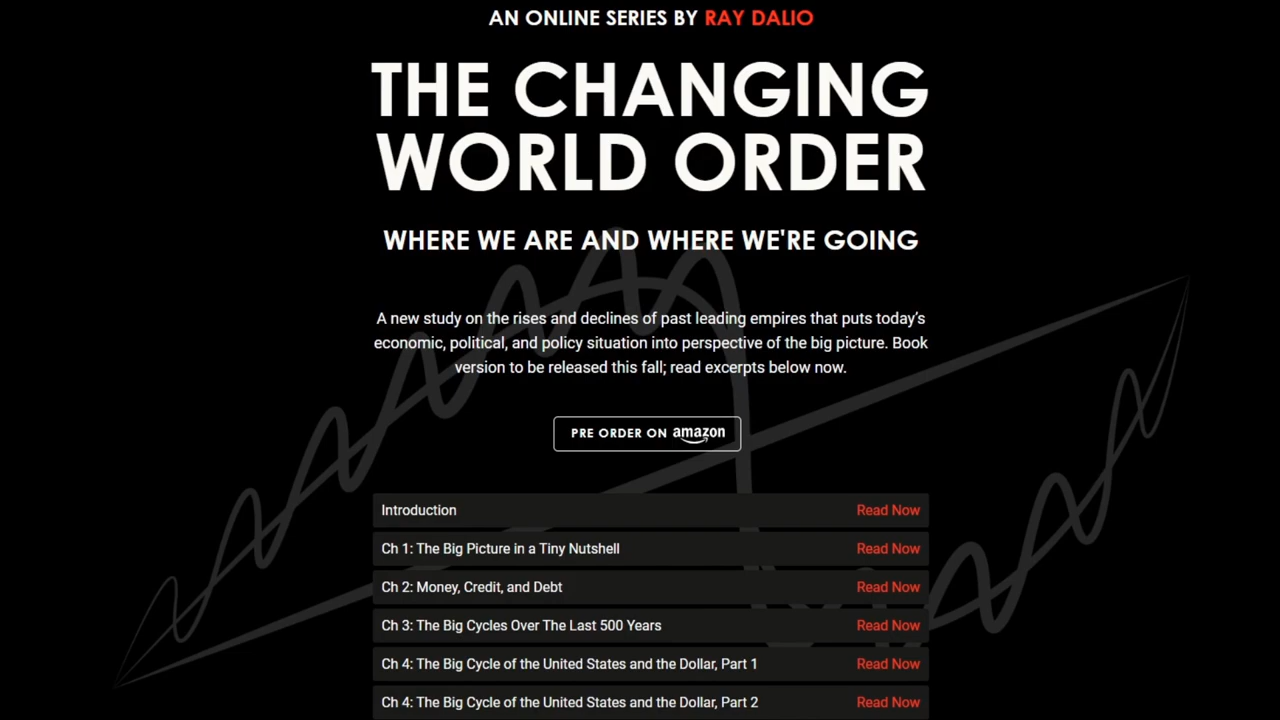 AN ONLINE SERIES BY RAY DALIO
THE CHANGING
WORLD ORDER
WHERE WE ARE AND WHERE WE'RE GOING
A new study on the rises and declines of past leading empires that puts today’s
economic, political, and policy situation into perspective of the big picture. Book
version to be released this fall; read excerpts below now.
PRE ORDER ON amazon
Introduction Read Now
Ch 1: The Big Picture in a Tiny Nutshell Read Now
Ch 2: Money, Credit, and Debt Read Now
Ch 3: The Big Cycles Over The Last 500 Years Read Now
Ch 4: The Big Cycle of the United States and the Dollar, Part 1 Read Now
Ch 4: The Big Cycle of the United States and the Dollar, Part 2 Read Now